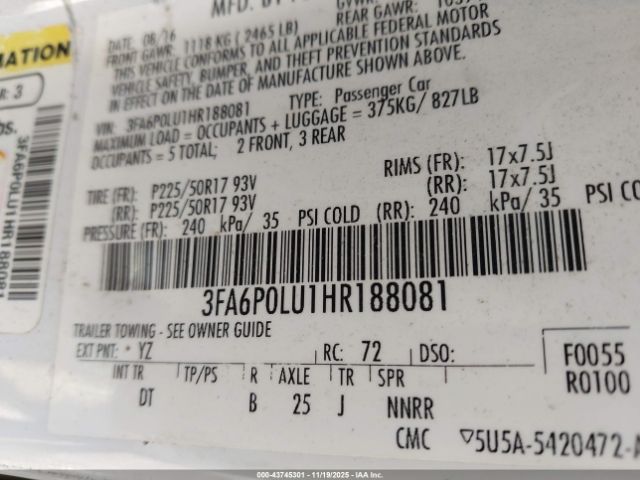 MFD. BY
DATE: 08/16
FRONT GAWR: 1118 KG ( 2465 LB)
REAR GAWR:
THIS VEHICLE CONFORMS TO ALL APPLICABLE FEDERAL MOTOR
VEHICLE SAFETY, BUMPER, AND THEFT PREVENTION STANDARDS
IN EFFECT ON THE DATE OF MANUFACTURE SHOWN ABOVE.
VIN: 3FA6P0LU1HR188081 TYPE: Passenger Car
MAXIMUM LOAD = OCCUPANTS + LUGGAGE = 375KG/ 827LB
OCCUPANTS = 5 TOTAL; 2 FRONT, 3 REAR
TIRE (FR): P225/50R17 93V RIMS (FR): 17x7.5J
(RR): P225/50R17 93V (RR): 17x7.5J
PRESSURE (FR): 240 kPa/ 35 PSI COLD (RR): 240 kPa/ 35 PSI CO
3FA6P0LU1HR188081
TRAILER TOWING - SEE OWNER GUIDE
EXT PNT: YZ RC: 72 DSO: F0055
INT TR TP/PS R AXLE TR SPR R0100
DT B 25 J NNRR
CMC ▽5U5A-5420472-A
MATION
R: 3
bs.
3FA6P0LU1HR188081
000-43745301 - 11/19/2025 - IAAI.COM